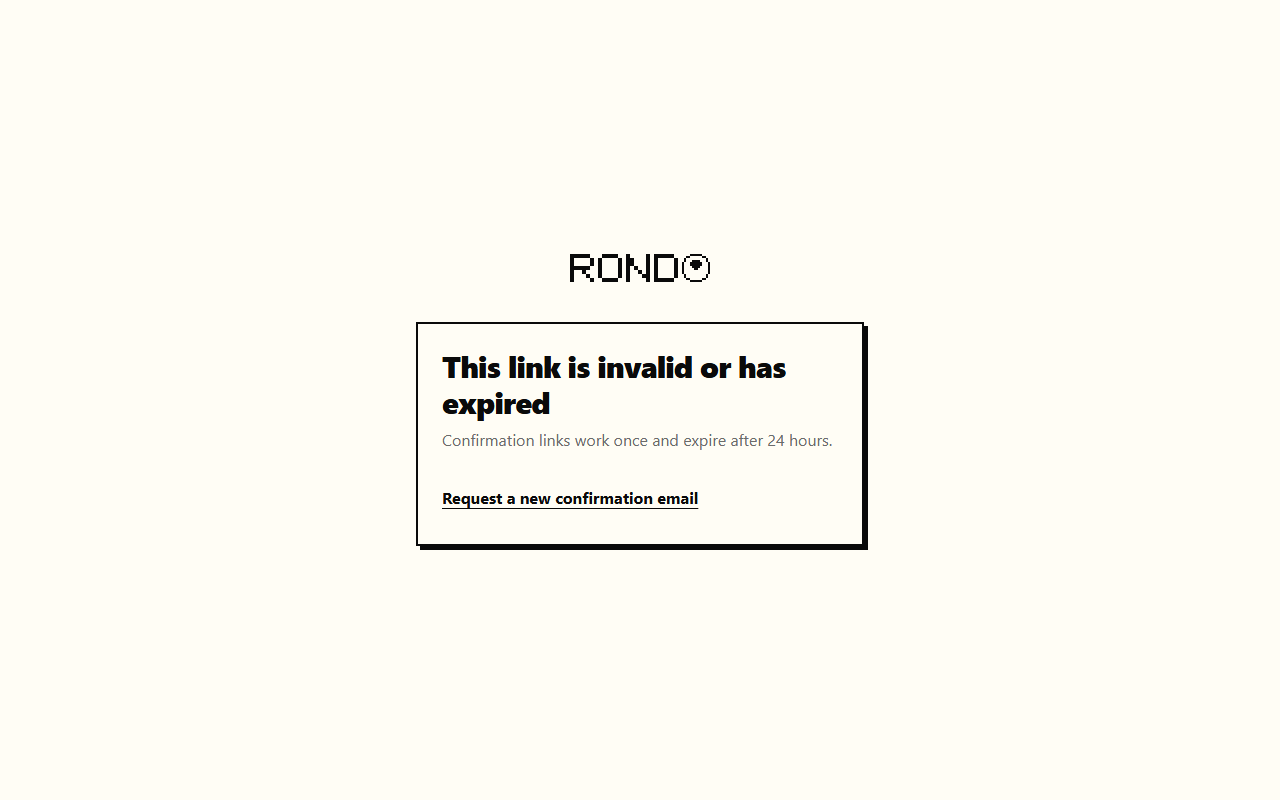 RONDO
This link is invalid or has
expired
Confirmation links work once and expire after 24 hours.
Request a new confirmation email